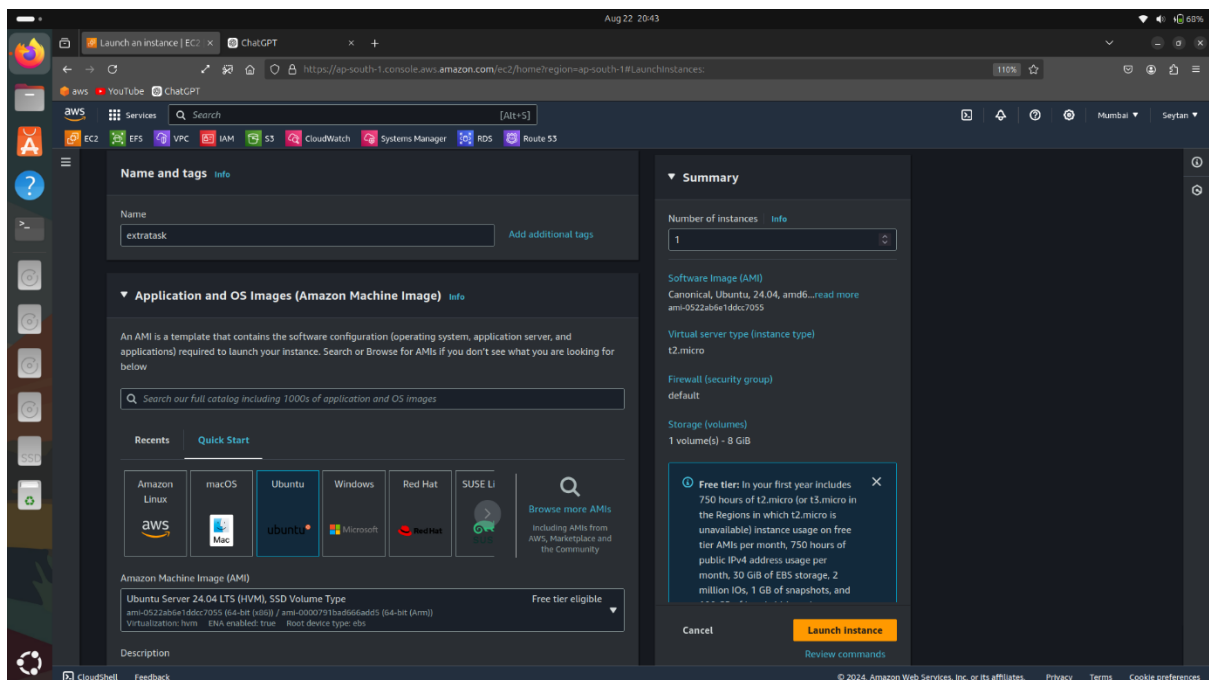 Aug 22 20:43
68%
Launch an instance | EC2
ChatGPT
https://ap-south-1.console.aws.amazon.com/ec2/home?region=ap-south-1#LaunchInstances:
110%
aws YouTube ChatGPT
aws Services Search [Alt+S] Mumbai Seytan
EC2 EFS VPC IAM S3 CloudWatch Systems Manager RDS Route 53
Name and tags Info
Name
extratask
Add additional tags
Application and OS Images (Amazon Machine Image) Info
An AMI is a template that contains the software configuration (operating system, application server, and
applications) required to launch your instance. Search or Browse for AMIs if you don't see what you are looking for
below
Search our full catalog including 1000s of application and OS images
Recents Quick Start
Amazon
Linux
aws
macOS
Mac
Ubuntu
ubuntu
Windows
Microsoft
Red Hat
RedHat
SUSE Li
Browse more AMIs
Including AMIs from
AWS, Marketplace and
the Community
Amazon Machine Image (AMI)
Ubuntu Server 24.04 LTS (HVM), SSD Volume Type Free tier eligible
ami-0522ab6e1ddcc7055 (64-bit (x86)) / ami-0000791bad666add5 (64-bit (Arm))
Virtualization: hvm ENA enabled: true Root device type: ebs
Description
Summary
Number of instances Info
1
Software Image (AMI)
Canonical, Ubuntu, 24.04, amd6...read more
ami-0522ab6e1ddcc7055
Virtual server type (instance type)
t2.micro
Firewall (security group)
default
Storage (volumes)
1 volume(s) - 8 GiB
Free tier: In your first year includes
750 hours of t2.micro (or t3.micro in
the Regions in which t2.micro is
unavailable) instance usage on free
tier AMIs per month, 750 hours of
public IPv4 address usage per
month, 30 GiB of EBS storage, 2
million IOs, 1 GB of snapshots, and
Cancel Launch instance
Review commands
SSD
CloudShell Feedback © 2024, Amazon Web Services, Inc. or its affiliates. Privacy Terms Cookie preferences